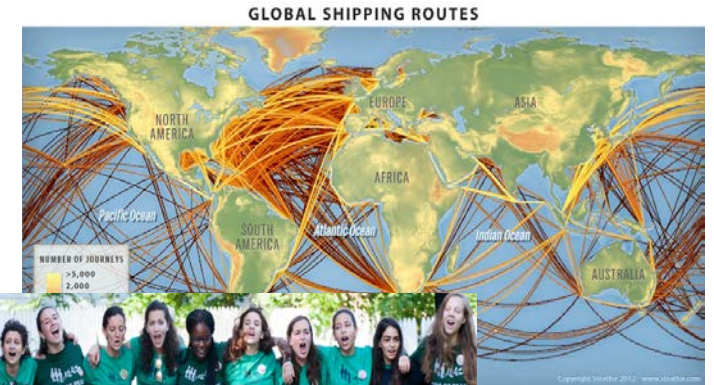 GLOBAL SHIPPING ROUTES
NORTH
AMERICA
EUROPE
ASIA
AFRICA
Pacific Ocean
SOUTH
AMERICA
Atlantic Ocean
Indian Ocean
AUSTRALIA
NUMBER OF JOURNEYS
>5,000
2,000
Copyright Stratfor 2012 www.stratfor.com